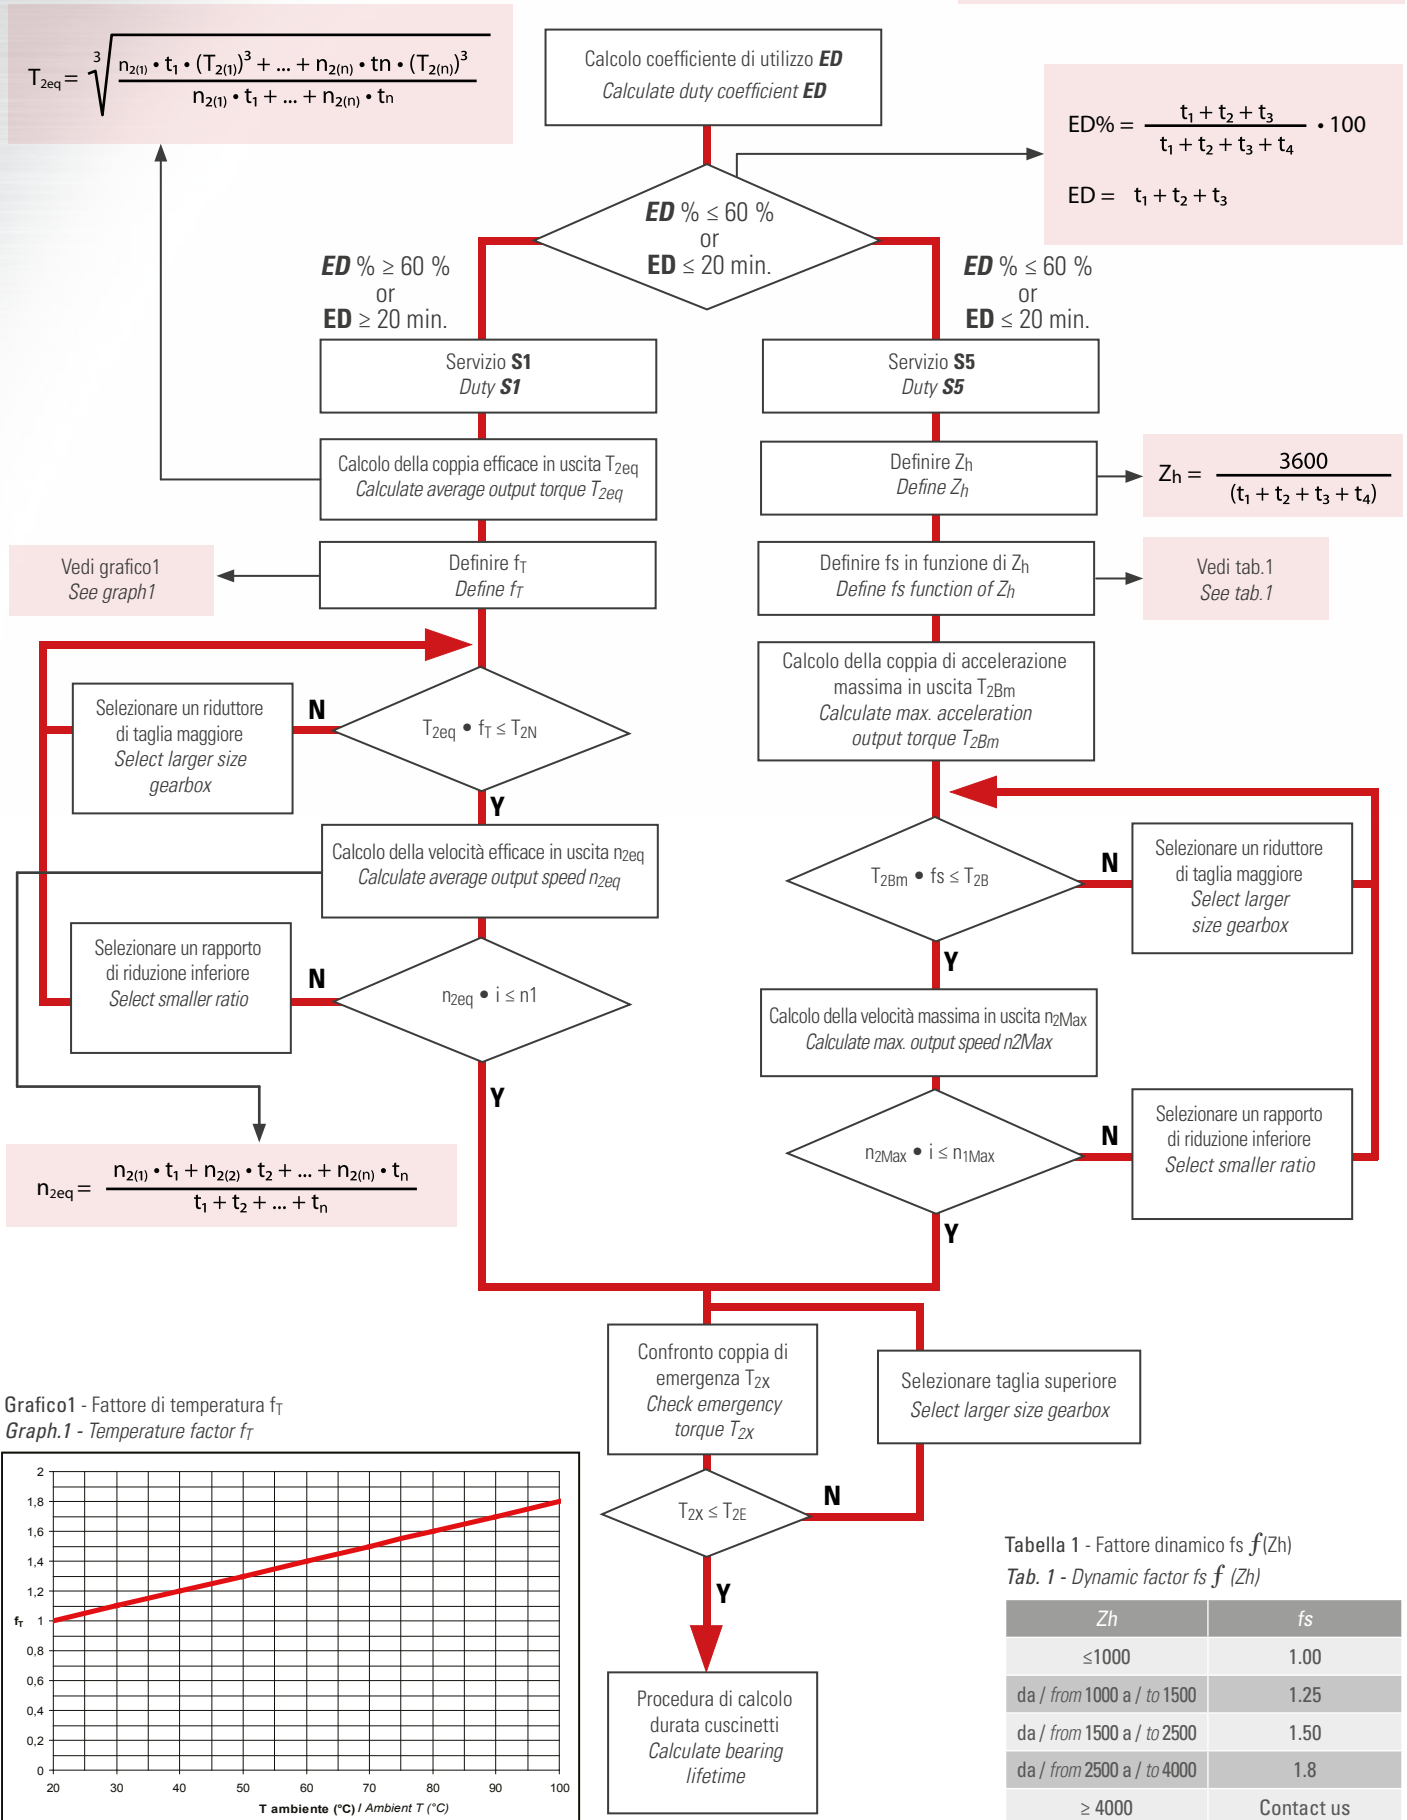 T2eq = 3√ n2(1) • t1 • (T2(1))3 + ... + n2(n) • tn • (T2(n))3
n2(1) • t1 + ... + n2(n) • tn
Calcolo coefficiente di utilizzo ED
Calculate duty coefficient ED
ED% = t1 + t2 + t3 • 100
t1 + t2 + t3 + t4
ED = t1 + t2 + t3
ED % ≤ 60 %
or
ED ≤ 20 min.
ED % ≥ 60 %
or
ED ≥ 20 min.
ED % ≤ 60 %
or
ED ≤ 20 min.
Servizio S1
Duty S1
Servizio S5
Duty S5
Calcolo della coppia efficace in uscita T2eq
Calculate average output torque T2eq
Definire Zh
Define Zh
Zh = 3600
(t1 + t2 + t3 + t4)
Vedi grafico1
See graph1
Definire fT
Define fT
Definire fs in funzione di Zh
Define fs function of Zh
Vedi tab.1
See tab.1
Calcolo della coppia di accelerazione
massima in uscita T2Bm
Calculate max. acceleration
output torque T2Bm
Selezionare un riduttore
di taglia maggiore
Select larger size
gearbox
N
T2eq • fT ≤ T2N
Y
Calcolo della velocità efficace in uscita n2eq
Calculate average output speed n2eq
T2Bm • fs ≤ T2B
N
Selezionare un riduttore
di taglia maggiore
Select larger
size gearbox
Y
Selezionare un rapporto
di riduzione inferiore
Select smaller ratio
N
n2eq • i ≤ n1
Y
Calcolo della velocità massima in uscita n2Max
Calculate max. output speed n2Max
n2Max • i ≤ n1Max
N
Selezionare un rapporto
di riduzione inferiore
Select smaller ratio
Y
n2eq = n2(1) • t1 + n2(2) • t2 + ... + n2(n) • tn
t1 + t2 + ... + tn
Confronto coppia di
emergenza T2x
Check emergency
torque T2x
Selezionare taglia superiore
Select larger size gearbox
T2x ≤ T2E
N
Y
Procedura di calcolo
durata cuscinetti
Calculate bearing
lifetime
Grafico1 - Fattore di temperatura fT
Graph.1 - Temperature factor fT
2
1,8
1,6
1,4
1,2
fT 1
0,8
0,6
0,4
0,2
0
20 30 40 50 60 70 80 90 100
T ambiente (°C) / Ambient T (°C)
Tabella 1 - Fattore dinamico fs f(Zh)
Tab. 1 - Dynamic factor fs f (Zh)
Zh fs
≤1000 1.00
da / from 1000 a / to 1500 1.25
da / from 1500 a / to 2500 1.50
da / from 2500 a / to 4000 1.8
≥ 4000 Contact us